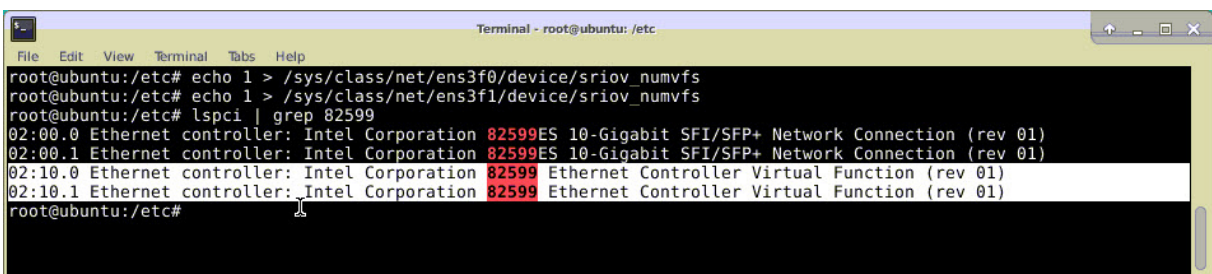 Terminal - root@ubuntu: /etc
File Edit View Terminal Tabs Help
root@ubuntu:/etc# echo 1 > /sys/class/net/ens3f0/device/sriov_numvfs
root@ubuntu:/etc# echo 1 > /sys/class/net/ens3f1/device/sriov_numvfs
root@ubuntu:/etc# lspci | grep 82599
02:00.0 Ethernet controller: Intel Corporation 82599ES 10-Gigabit SFI/SFP+ Network Connection (rev 01)
02:00.1 Ethernet controller: Intel Corporation 82599ES 10-Gigabit SFI/SFP+ Network Connection (rev 01)
02:10.0 Ethernet controller: Intel Corporation 82599 Ethernet Controller Virtual Function (rev 01)
02:10.1 Ethernet controller: Intel Corporation 82599 Ethernet Controller Virtual Function (rev 01)
root@ubuntu:/etc#